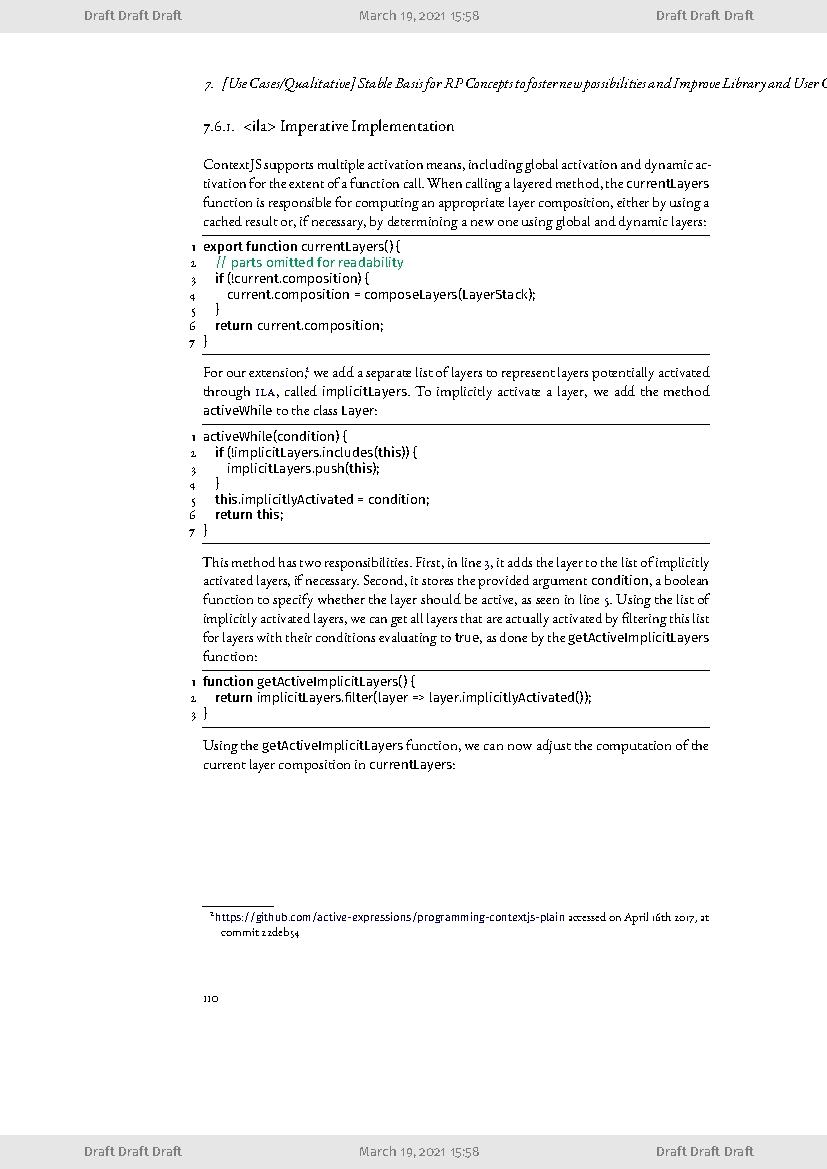 Draft Draft Draft March 19, 2021 15:58 Draft Draft Draft
7. [Use Cases/Qualitative] Stable Basis for RP Concepts to foster new possibilities and Improve Library and User
7.6.1. <ila> Imperative Implementation
ContextJS supports multiple activation means, including global activation and dynamic ac-
tivation for the extent of a function call. When calling a layered method, the currentLayers
function is responsible for computing an appropriate layer composition, either by using a
cached result or, if necessary, by determining a new one using global and dynamic layers:
1 export function currentLayers() {
2 // parts omitted for readability
3 if (!current.composition) {
4 current.composition = composeLayers(LayerStack);
5 }
6 return current.composition;
7 }
For our extension,² we add a separate list of layers to represent layers potentially activated
through ILA, called implicitLayers. To implicitly activate a layer, we add the method
activeWhile to the class Layer:
1 activeWhile(condition) {
2 if (!implicitLayers.includes(this)) {
3 implicitLayers.push(this);
4 }
5 this.implicitlyActivated = condition;
6 return this;
7 }
This method has two responsibilities. First, in line 3, it adds the layer to the list of implicitly
activated layers, if necessary. Second, it stores the provided argument condition, a boolean
function to specify whether the layer should be active, as seen in line 5. Using the list of
implicitly activated layers, we can get all layers that are actually activated by filtering this list
for layers with their conditions evaluating to true, as done by the getActiveImplicitLayers
function:
1 function getActiveImplicitLayers() {
2 return implicitLayers.filter(layer => layer.implicitlyActivated());
3 }
Using the getActiveImplicitLayers function, we can now adjust the computation of the
current layer composition in currentLayers:
²https://github.com/active-expressions/programming-contextjs-plain accessed on April 16th 2017, at
commit 22deb54
110
Draft Draft Draft March 19, 2021 15:58 Draft Draft Draft